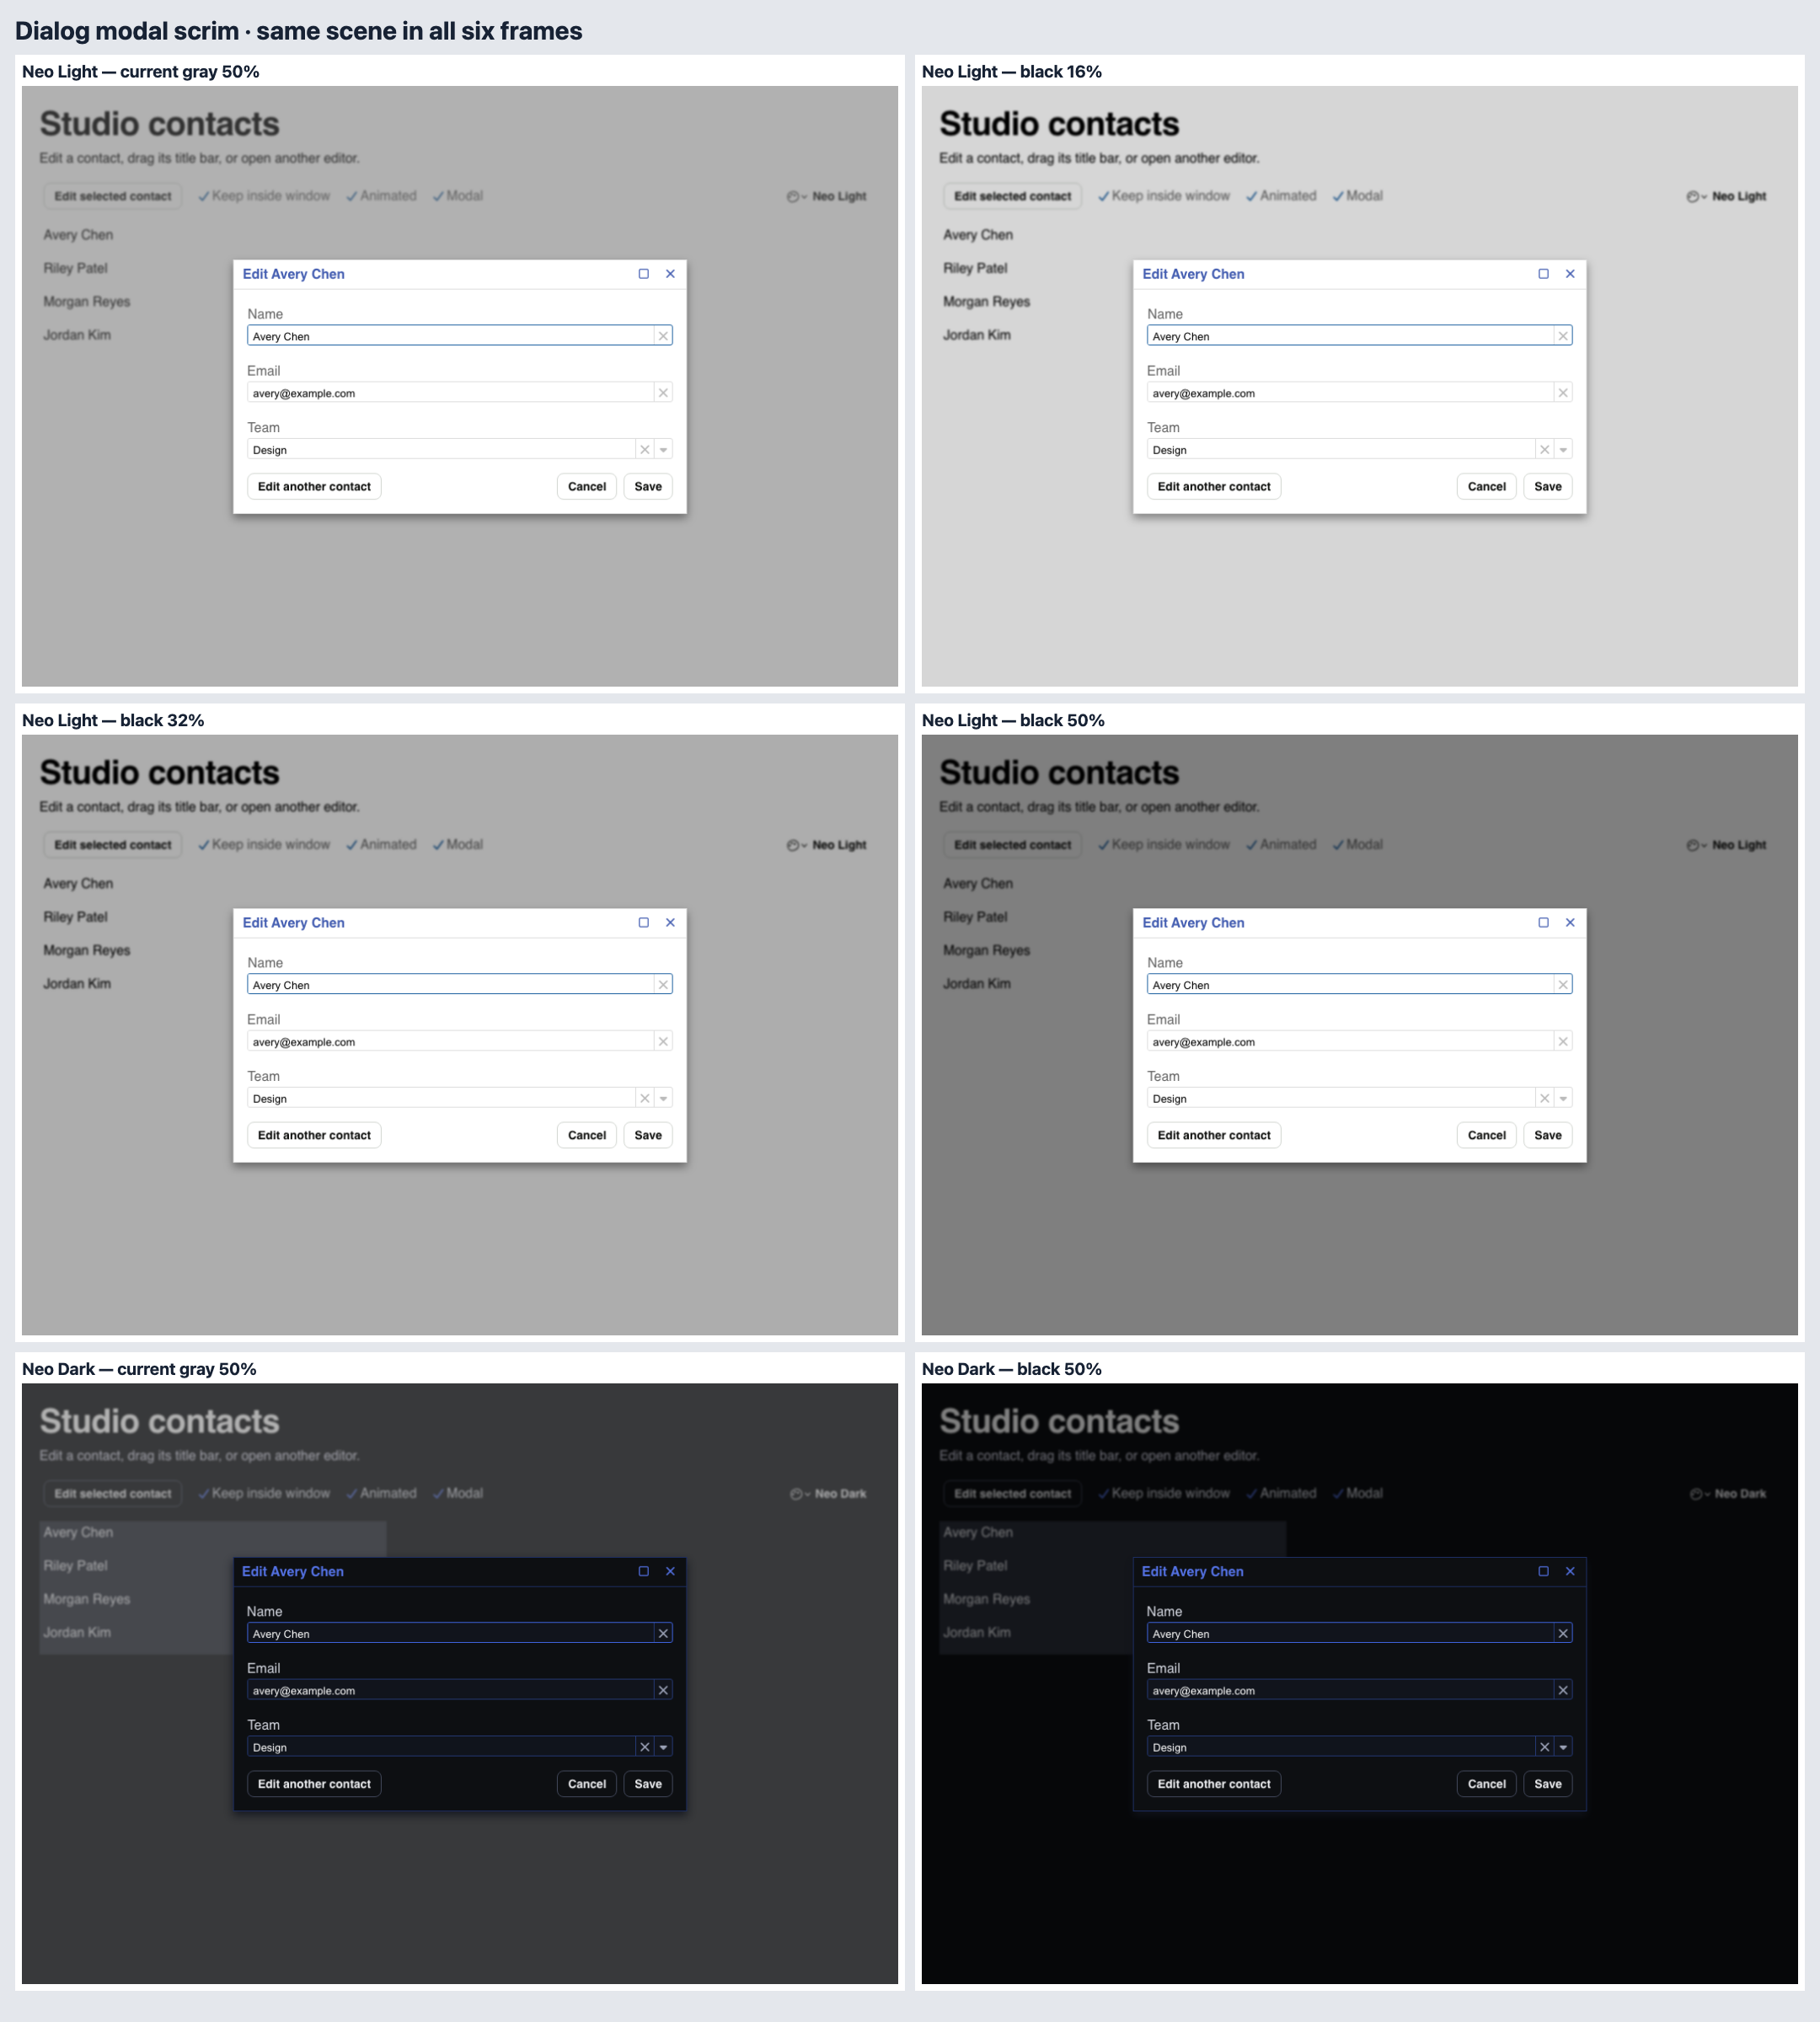 Dialog modal scrim · same scene in all six frames
Neo Light — current gray 50%
Studio contacts
Edit a contact, drag its title bar, or open another editor.
Edit selected contact Keep inside window Animated Modal Neo Light
Avery Chen
Riley Patel
Morgan Reyes
Jordan Kim
Edit Avery Chen
Name
Avery Chen
Email
avery@example.com
Team
Design
Edit another contact Cancel Save
Neo Light — black 16%
Studio contacts
Edit a contact, drag its title bar, or open another editor.
Edit selected contact Keep inside window Animated Modal Neo Light
Avery Chen
Riley Patel
Morgan Reyes
Jordan Kim
Edit Avery Chen
Name
Avery Chen
Email
avery@example.com
Team
Design
Edit another contact Cancel Save
Neo Light — black 32%
Studio contacts
Edit a contact, drag its title bar, or open another editor.
Edit selected contact Keep inside window Animated Modal Neo Light
Avery Chen
Riley Patel
Morgan Reyes
Jordan Kim
Edit Avery Chen
Name
Avery Chen
Email
avery@example.com
Team
Design
Edit another contact Cancel Save
Neo Light — black 50%
Studio contacts
Edit a contact, drag its title bar, or open another editor.
Edit selected contact Keep inside window Animated Modal Neo Light
Avery Chen
Riley Patel
Morgan Reyes
Jordan Kim
Edit Avery Chen
Name
Avery Chen
Email
avery@example.com
Team
Design
Edit another contact Cancel Save
Neo Dark — current gray 50%
Studio contacts
Edit a contact, drag its title bar, or open another editor.
Edit selected contact Keep inside window Animated Modal Neo Dark
Avery Chen
Riley Patel
Morgan Reyes
Jordan Kim
Edit Avery Chen
Name
Avery Chen
Email
avery@example.com
Team
Design
Edit another contact Cancel Save
Neo Dark — black 50%
Studio contacts
Edit a contact, drag its title bar, or open another editor.
Edit selected contact Keep inside window Animated Modal Neo Dark
Avery Chen
Riley Patel
Morgan Reyes
Jordan Kim
Edit Avery Chen
Name
Avery Chen
Email
avery@example.com
Team
Design
Edit another contact Cancel Save